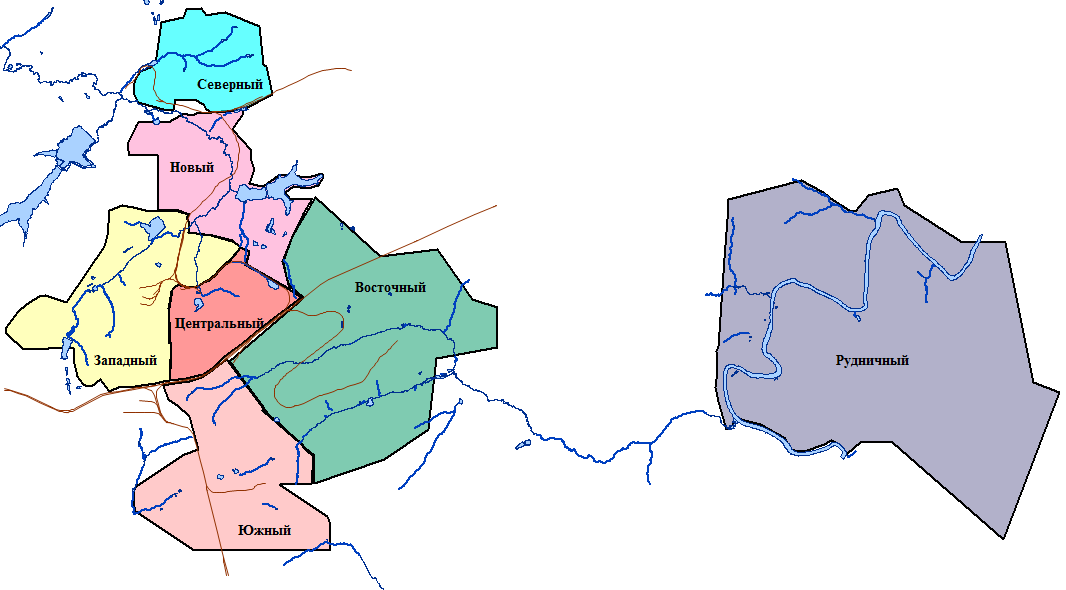 Северный
Новый
Восточный
Центральный
Западный
Рудничный
Южный